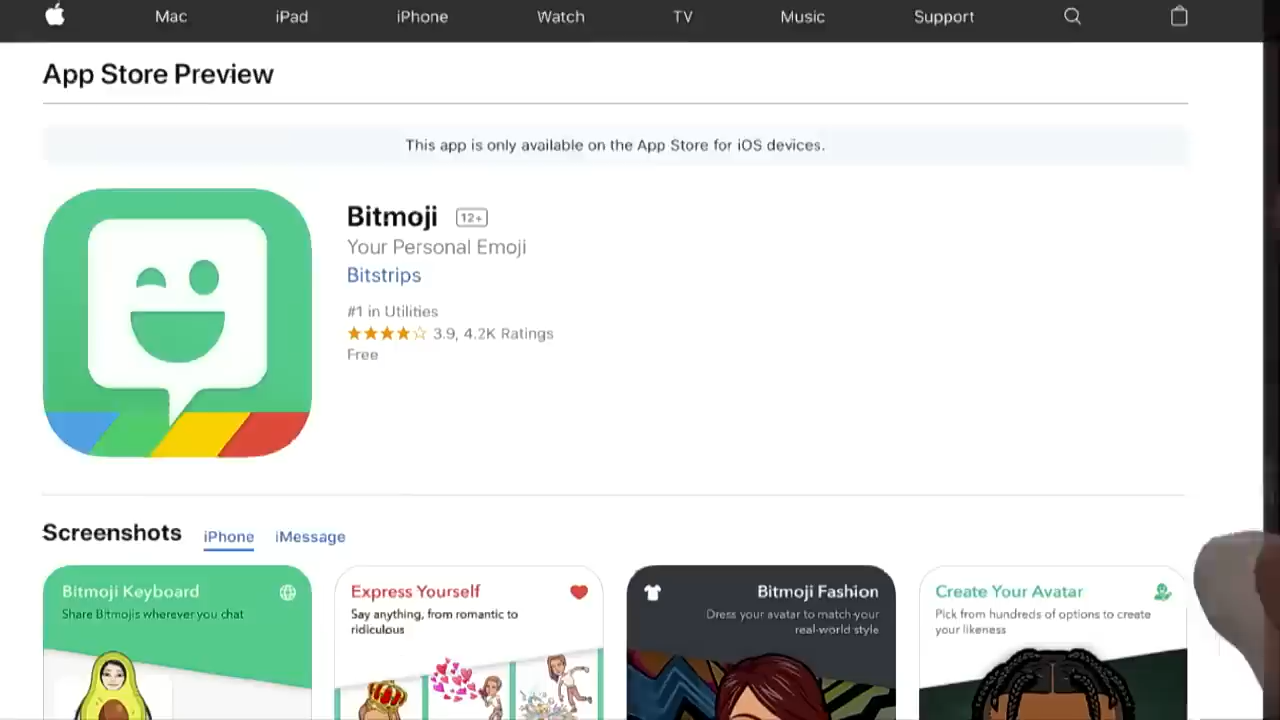 Mac iPad iPhone Watch TV Music Support
App Store Preview
This app is only available on the App Store for iOS devices.
Bitmoji 12+
Your Personal Emoji
Bitstrips
#1 in Utilities
★★★★☆ 3.9, 4.2K Ratings
Free
Screenshots iPhone iMessage
Bitmoji Keyboard
Share Bitmojis wherever you chat
Express Yourself
Say anything, from romantic to
ridiculous
Bitmoji Fashion
Dress your avatar to match your
real-world style
Create Your Avatar
Pick from hundreds of options to create
your likeness